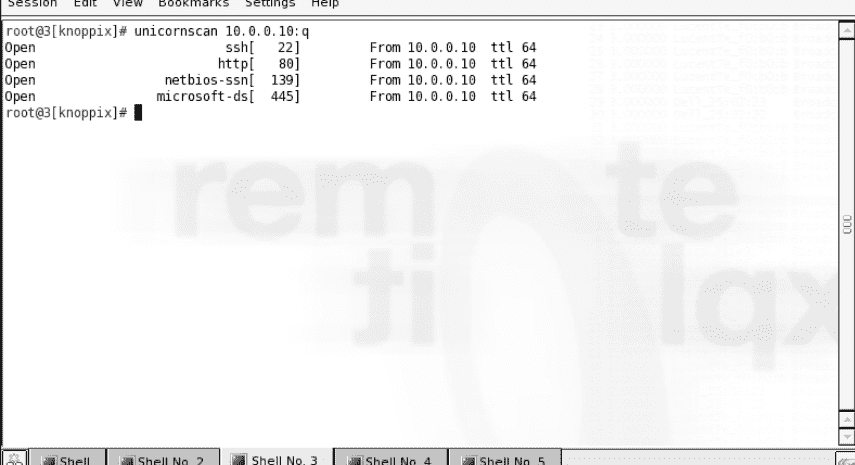 Session Edit View Bookmarks Settings Help
root@3[knoppix]# unicornscan 10.0.0.10:q
Open ssh[ 22] From 10.0.0.10 ttl 64
Open http[ 80] From 10.0.0.10 ttl 64
Open netbios-ssn[ 139] From 10.0.0.10 ttl 64
Open microsoft-ds[ 445] From 10.0.0.10 ttl 64
root@3[knoppix]#
remote
Shell Shell No. 2 Shell No. 3 Shell No. 4 Shell No. 5